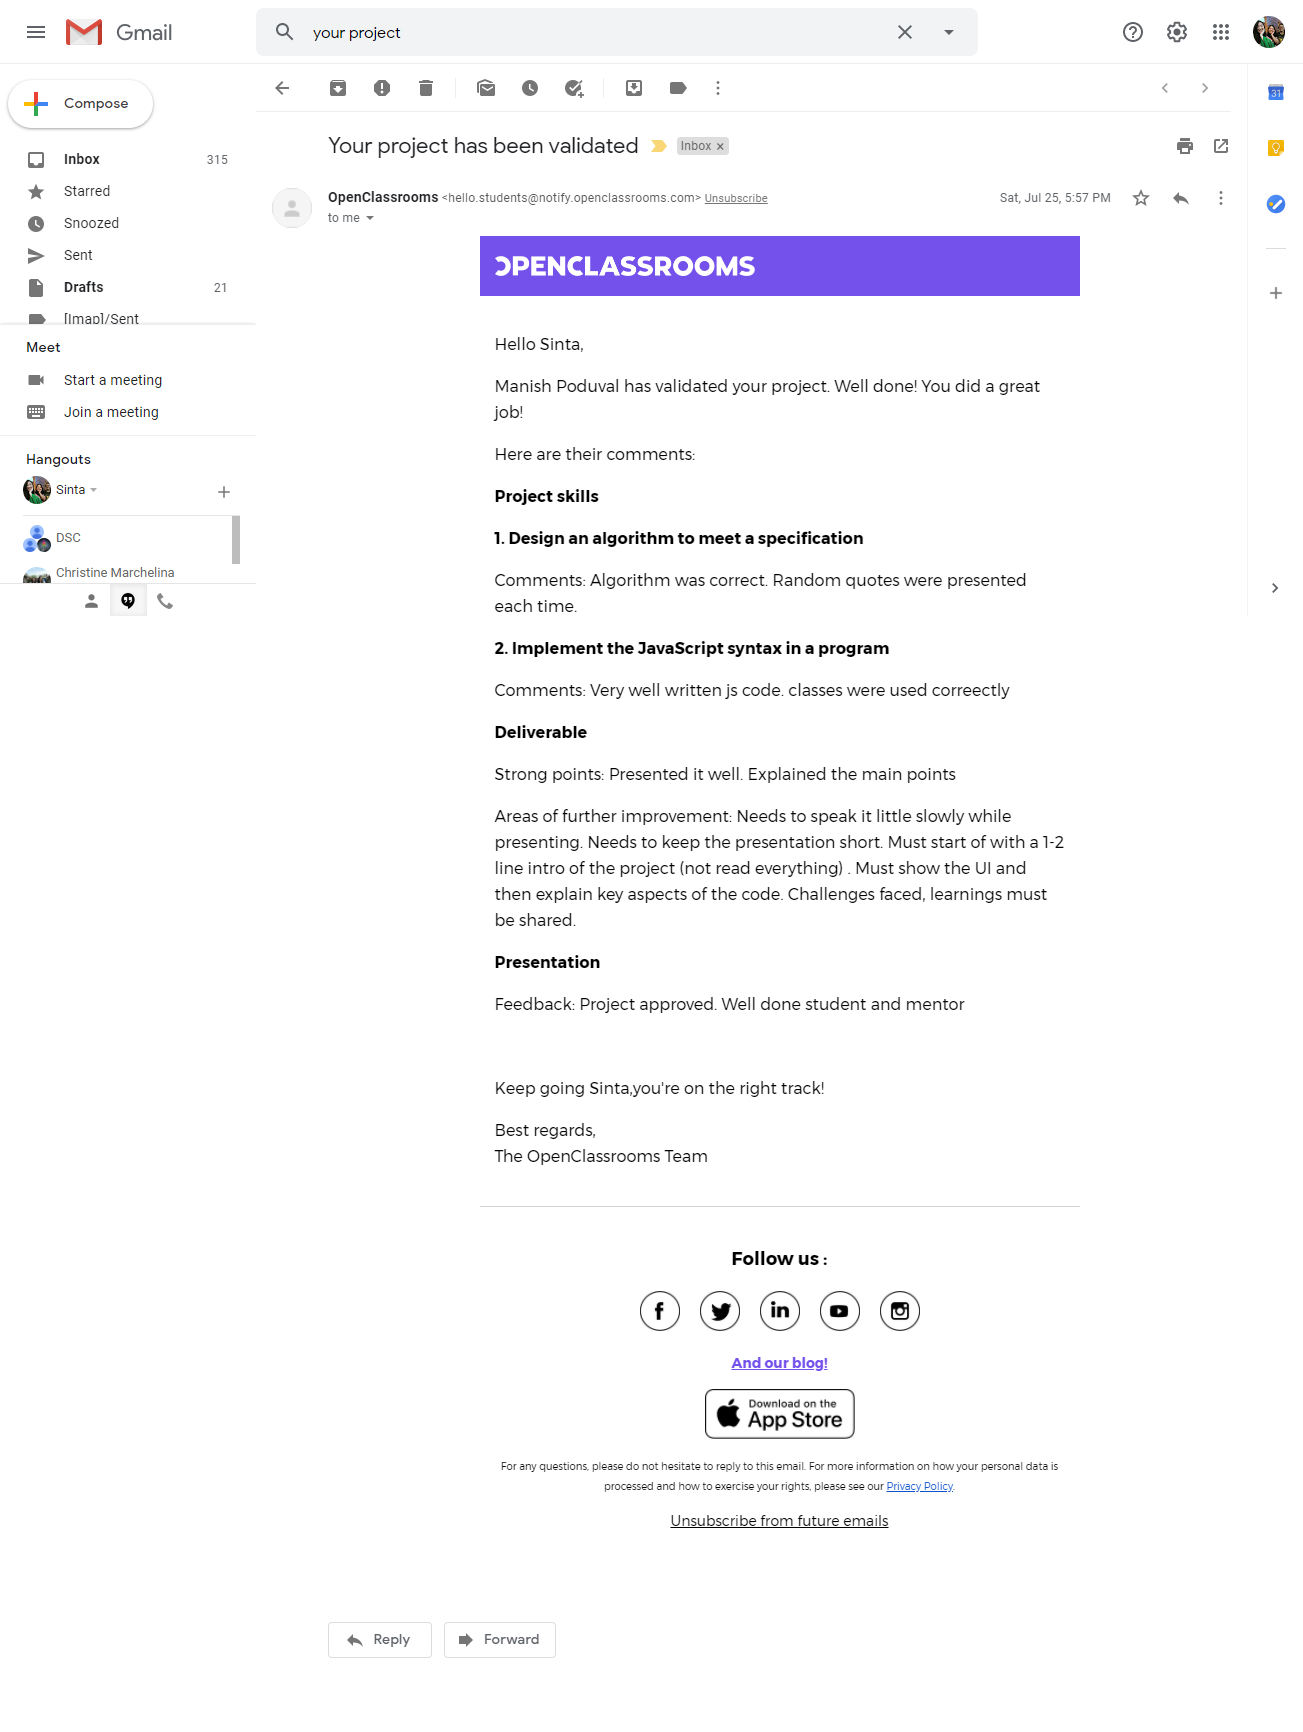 Gmail
your project
Compose
Inbox 315
Starred
Snoozed
Sent
Drafts 21
[Imap]/Sent
Meet
Start a meeting
Join a meeting
Hangouts
Sinta
DSC
Christine Marchelina
31
Your project has been validated Inbox ×
OpenClassrooms <hello.students@notify.openclassrooms.com> Unsubscribe Sat, Jul 25, 5:57 PM
to me
OPENCLASSROOMS
Hello Sinta,
Manish Poduval has validated your project. Well done! You did a great
job!
Here are their comments:
Project skills
1. Design an algorithm to meet a specification
Comments: Algorithm was correct. Random quotes were presented
each time.
2. Implement the JavaScript syntax in a program
Comments: Very well written js code. classes were used correectly
Deliverable
Strong points: Presented it well. Explained the main points
Areas of further improvement: Needs to speak it little slowly while
presenting. Needs to keep the presentation short. Must start of with a 1-2
line intro of the project (not read everything) . Must show the UI and
then explain key aspects of the code. Challenges faced, learnings must
be shared.
Presentation
Feedback: Project approved. Well done student and mentor
Keep going Sinta,you're on the right track!
Best regards,
The OpenClassrooms Team
Follow us :
And our blog!
Download on the
App Store
For any questions, please do not hesitate to reply to this email. For more information on how your personal data is
processed and how to exercise your rights, please see our Privacy Policy.
Unsubscribe from future emails
Reply
Forward